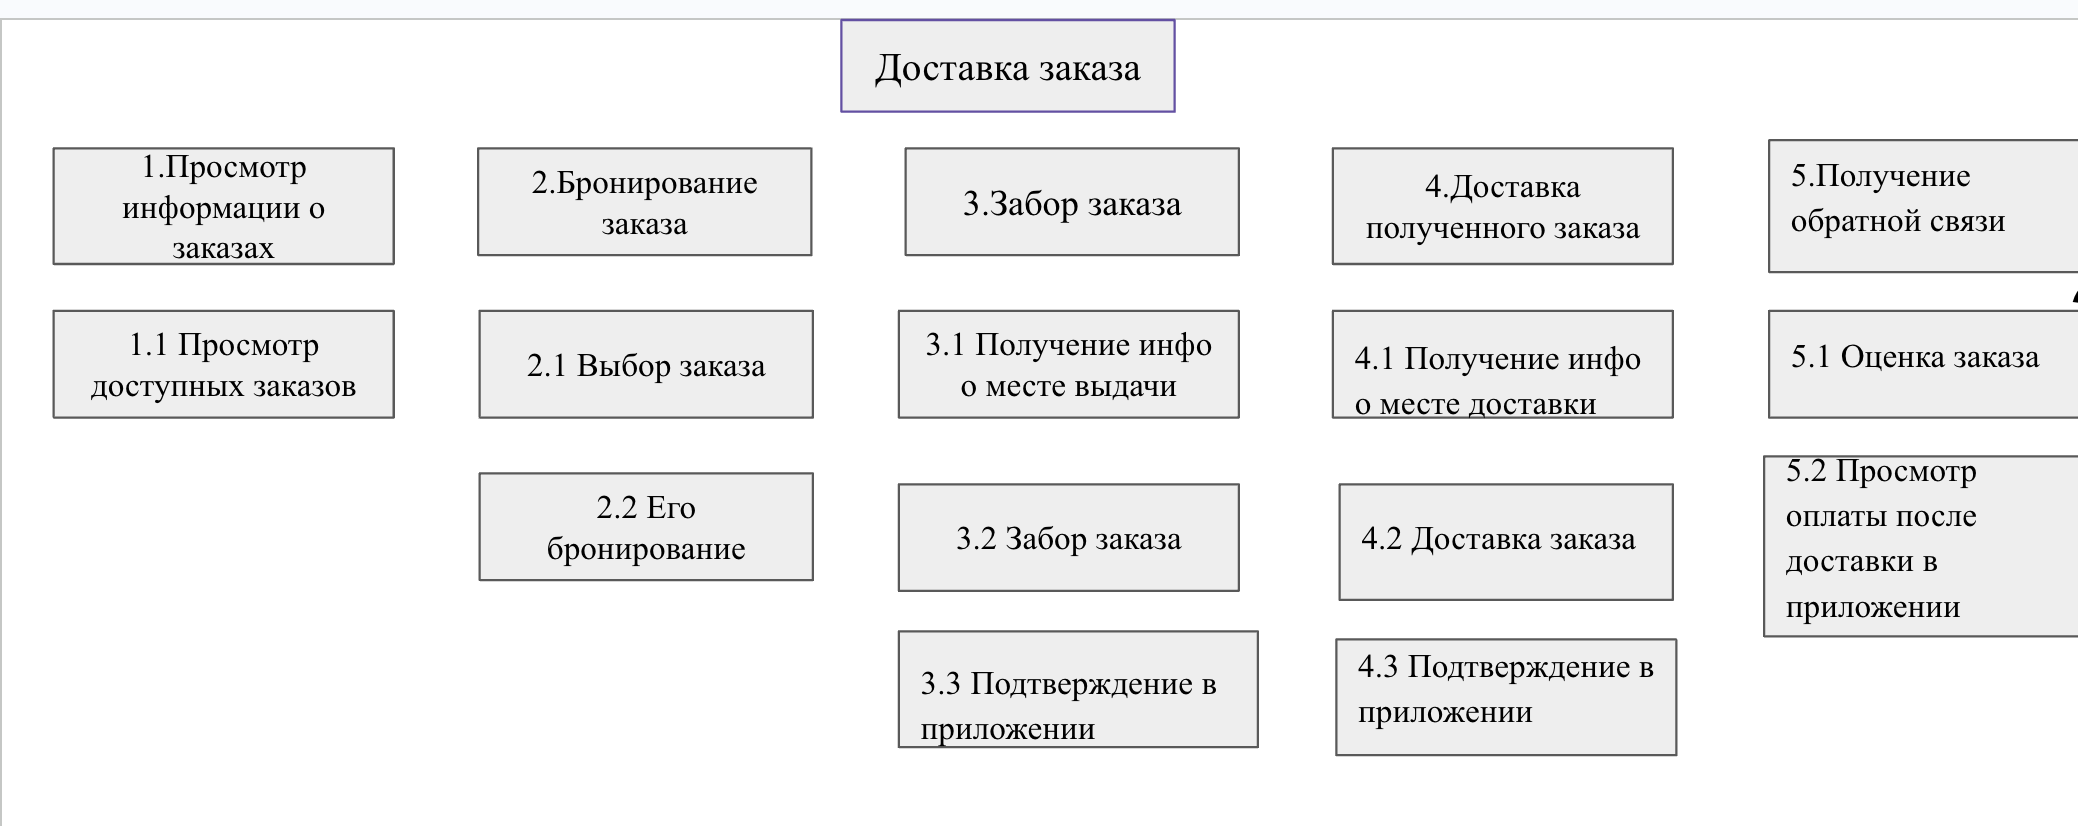 Доставка заказа
1.Просмотр
информации о
заказах
2.Бронирование
заказа
3.Забор заказа
4.Доставка
полученного заказа
5.Получение
обратной связи
1.1 Просмотр
доступных заказов
2.1 Выбор заказа
3.1 Получение инфо
о месте выдачи
4.1 Получение инфо
о месте доставки
5.1 Оценка заказа
2.2 Его
бронирование
3.2 Забор заказа
4.2 Доставка заказа
5.2 Просмотр
оплаты после
доставки в
приложении
3.3 Подтверждение в
приложении
4.3 Подтверждение в
приложении